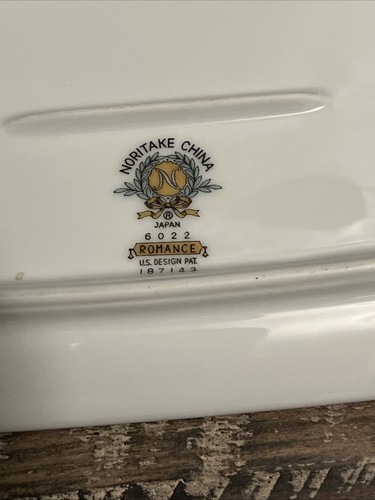 NORITAKE CHINA
N
®
JAPAN
6022
ROMANCE
U.S. DESIGN PAT.
187143